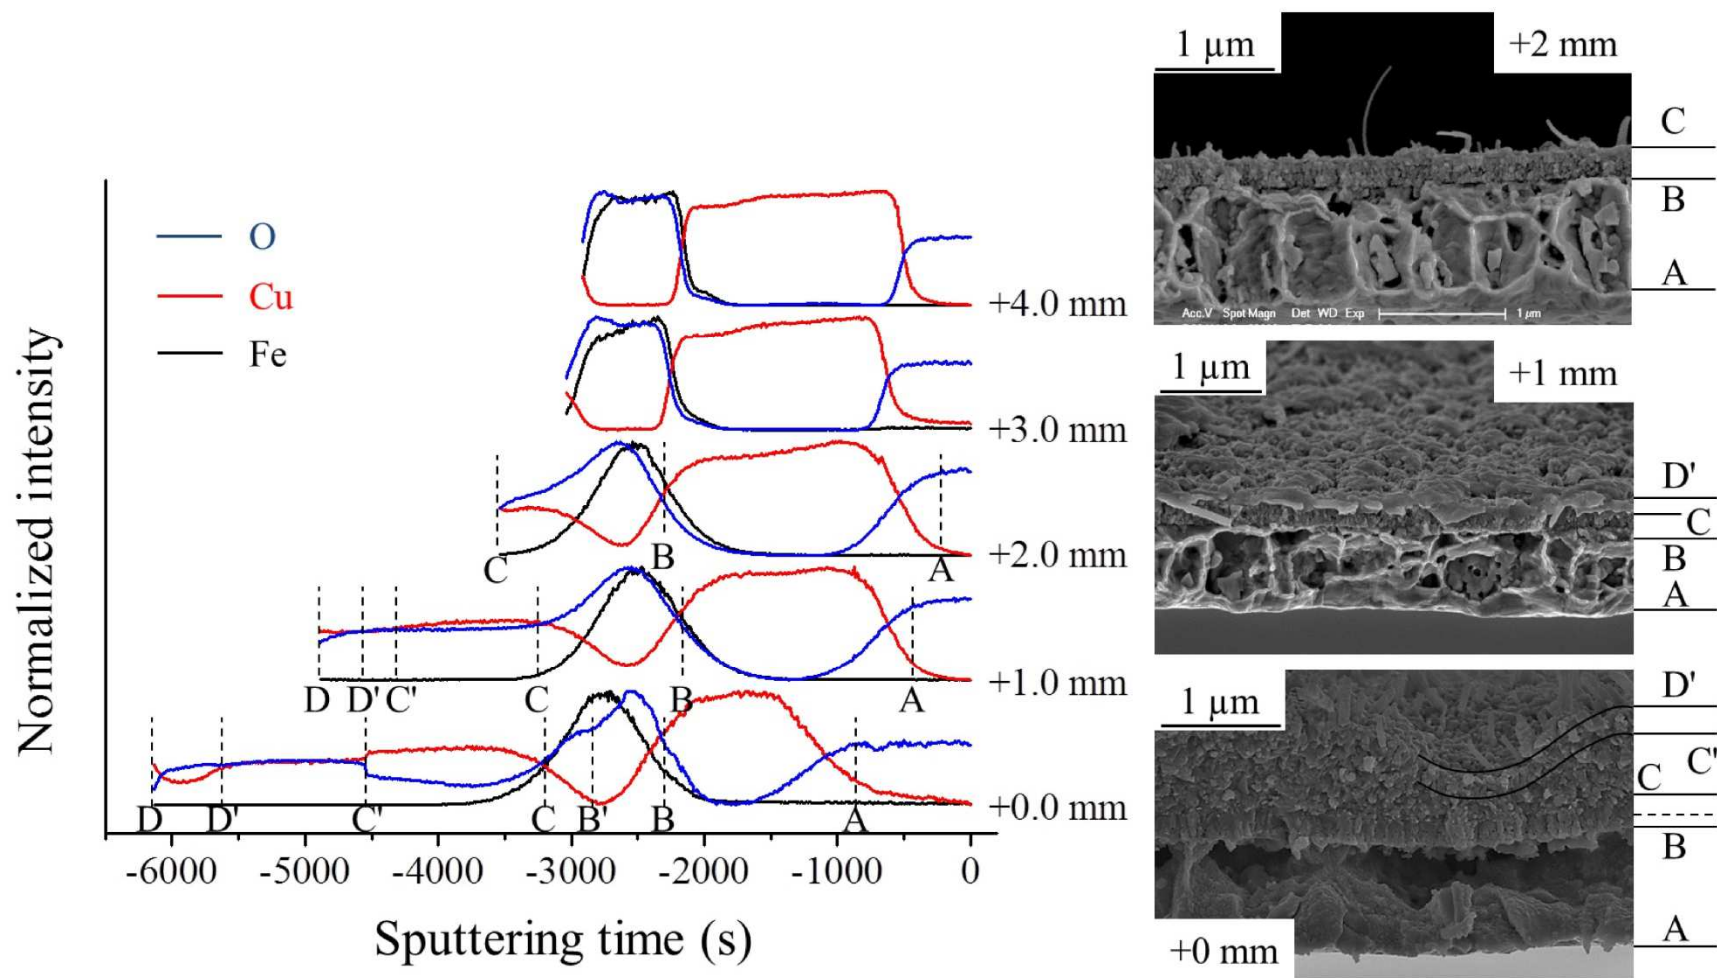 Normalized intensity
O
Cu
Fe
+4.0 mm
+3.0 mm
+2.0 mm
C
B
A
+1.0 mm
D
D'
C'
C
B
A
+0.0 mm
D
D'
C'
C
B'
B
A
-6000 -5000 -4000 -3000 -2000 -1000 0
Sputtering time (s)
1 µm
+2 mm
C
B
A
Acc.V Spot Magn Det WD Exp
1 µm
1 µm
+1 mm
D'
C
B
A
1 µm
D'
C'
C
B
A
+0 mm